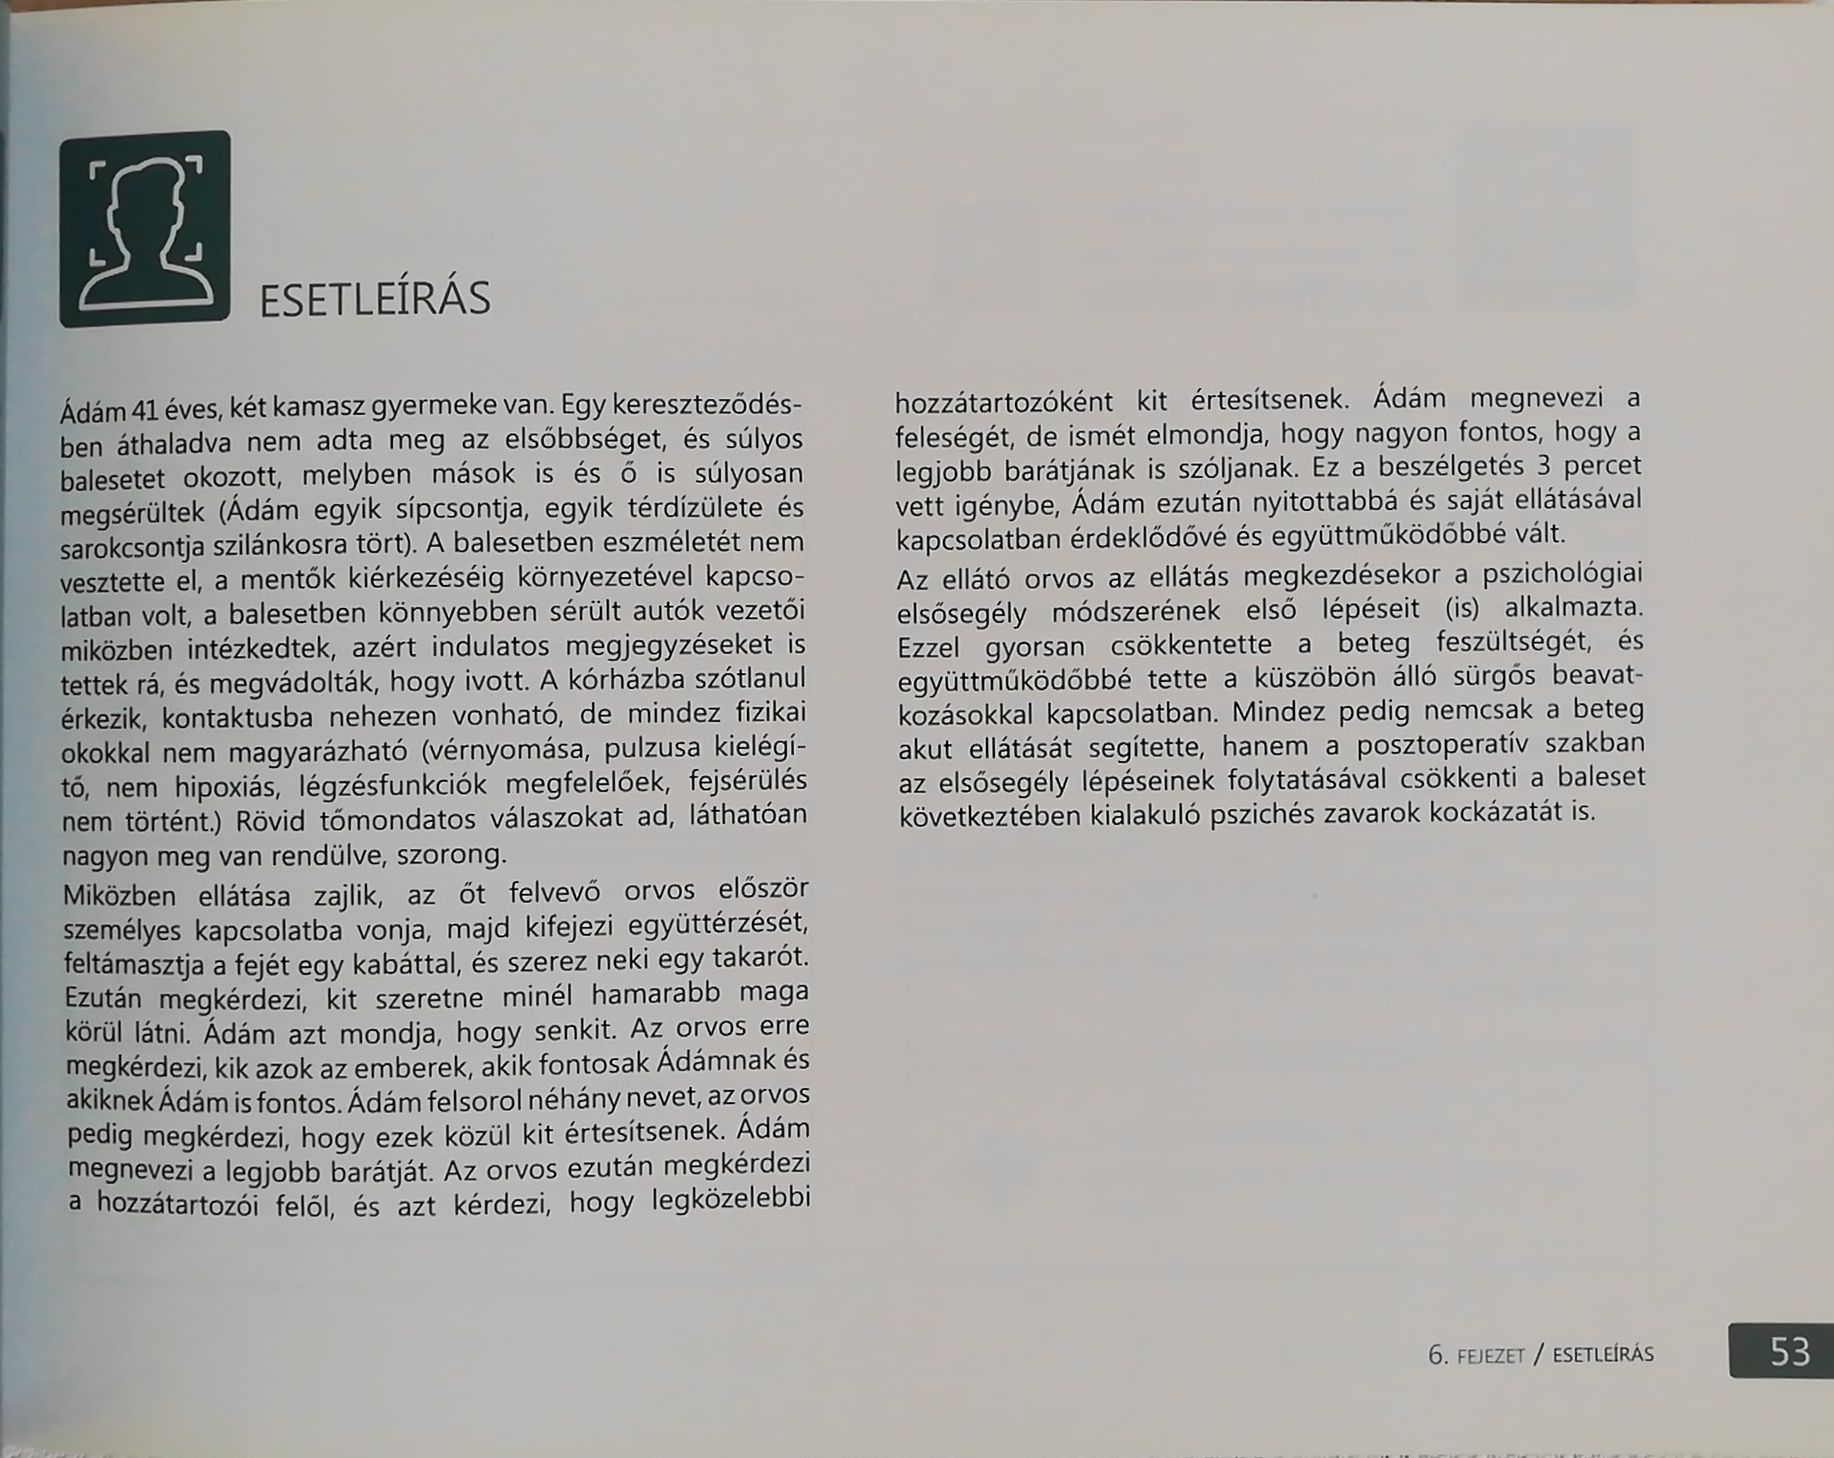 ESETLEÍRÁS
Ádám 41 éves, két kamasz gyermeke van. Egy kereszteződés-
ben áthaladva nem adta meg az elsőbbséget, és súlyos
balesetet okozott, melyben mások is és ő is súlyosan
megsérültek (Ádám egyik sípcsontja, egyik térdízülete és
sarokcsontja szilánkosra tört). A balesetben eszméletét nem
vesztette el, a mentők kiérkezéséig környezetével kapcso-
latban volt, a balesetben könnyebben sérült autók vezetői
miközben intézkedtek, azért indulatos megjegyzéseket is
tettek rá, és megvádolták, hogy ivott. A kórházba szótlanul
érkezik, kontaktusba nehezen vonható, de mindez fizikai
okokkal nem magyarázható (vérnyomása, pulzusa kielégí-
tő, nem hipoxiás, légzésfunkciók megfelelőek, fejsérülés
nem történt.) Rövid tőmondatos válaszokat ad, láthatóan
nagyon meg van rendülve, szorong.
Miközben ellátása zajlik, az őt felvevő orvos először
személyes kapcsolatba vonja, majd kifejezi együttérzését,
feltámasztja a fejét egy kabáttal, és szerez neki egy takarót.
Ezután megkérdezi, kit szeretne minél hamarabb maga
körül látni. Ádám azt mondja, hogy senkit. Az orvos erre
megkérdezi, kik azok az emberek, akik fontosak Ádámnak és
akiknek Ádám is fontos. Ádám felsorol néhány nevet, az orvos
pedig megkérdezi, hogy ezek közül kit értesítsenek. Ádám
megnevezi a legjobb barátját. Az orvos ezután megkérdezi
a hozzátartozói felől, és azt kérdezi, hogy legközelebbi
hozzátartozóként kit értesítsenek. Ádám megnevezi a
feleségét, de ismét elmondja, hogy nagyon fontos, hogy a
legjobb barátjának is szóljanak. Ez a beszélgetés 3 percet
vett igénybe, Ádám ezután nyitottabbá és saját ellátásával
kapcsolatban érdeklődővé és együttműködőbbé vált.
Az ellátó orvos az ellátás megkezdésekor a pszichológiai
elsősegély módszerének első lépéseit (is) alkalmazta.
Ezzel gyorsan csökkentette a beteg feszültségét, és
együttműködőbbé tette a küszöbön álló sürgős beavat-
kozásokkal kapcsolatban. Mindez pedig nemcsak a beteg
akut ellátását segítette, hanem a posztoperatív szakban
az elsősegély lépéseinek folytatásával csökkenti a baleset
következtében kialakuló pszichés zavarok kockázatát is.
6. FEJEZET / ESETLEÍRÁS
53